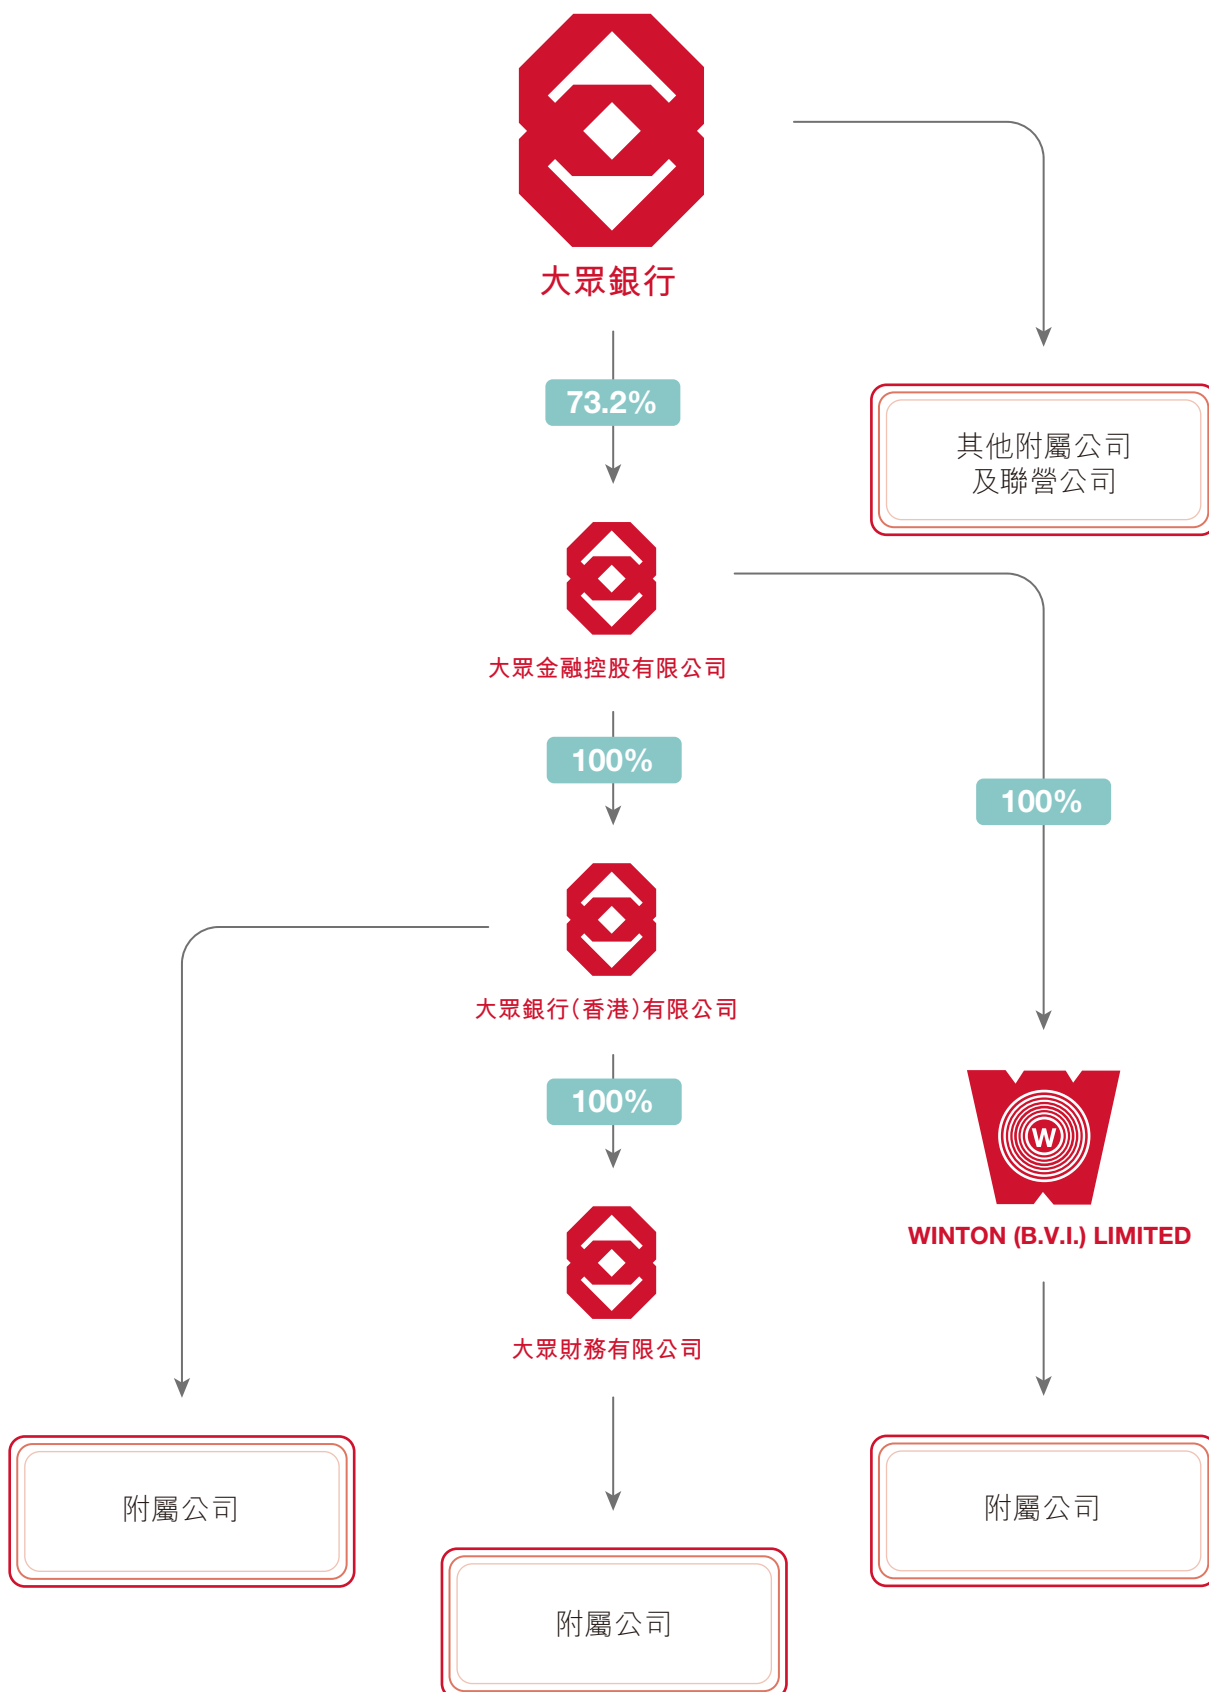 大眾銀行
73.2%
其他附屬公司
及聯營公司
大眾金融控股有限公司
100%
100%
大眾銀行(香港)有限公司
100%
W
WINTON (B.V.I.) LIMITED
大眾財務有限公司
附屬公司
附屬公司
附屬公司